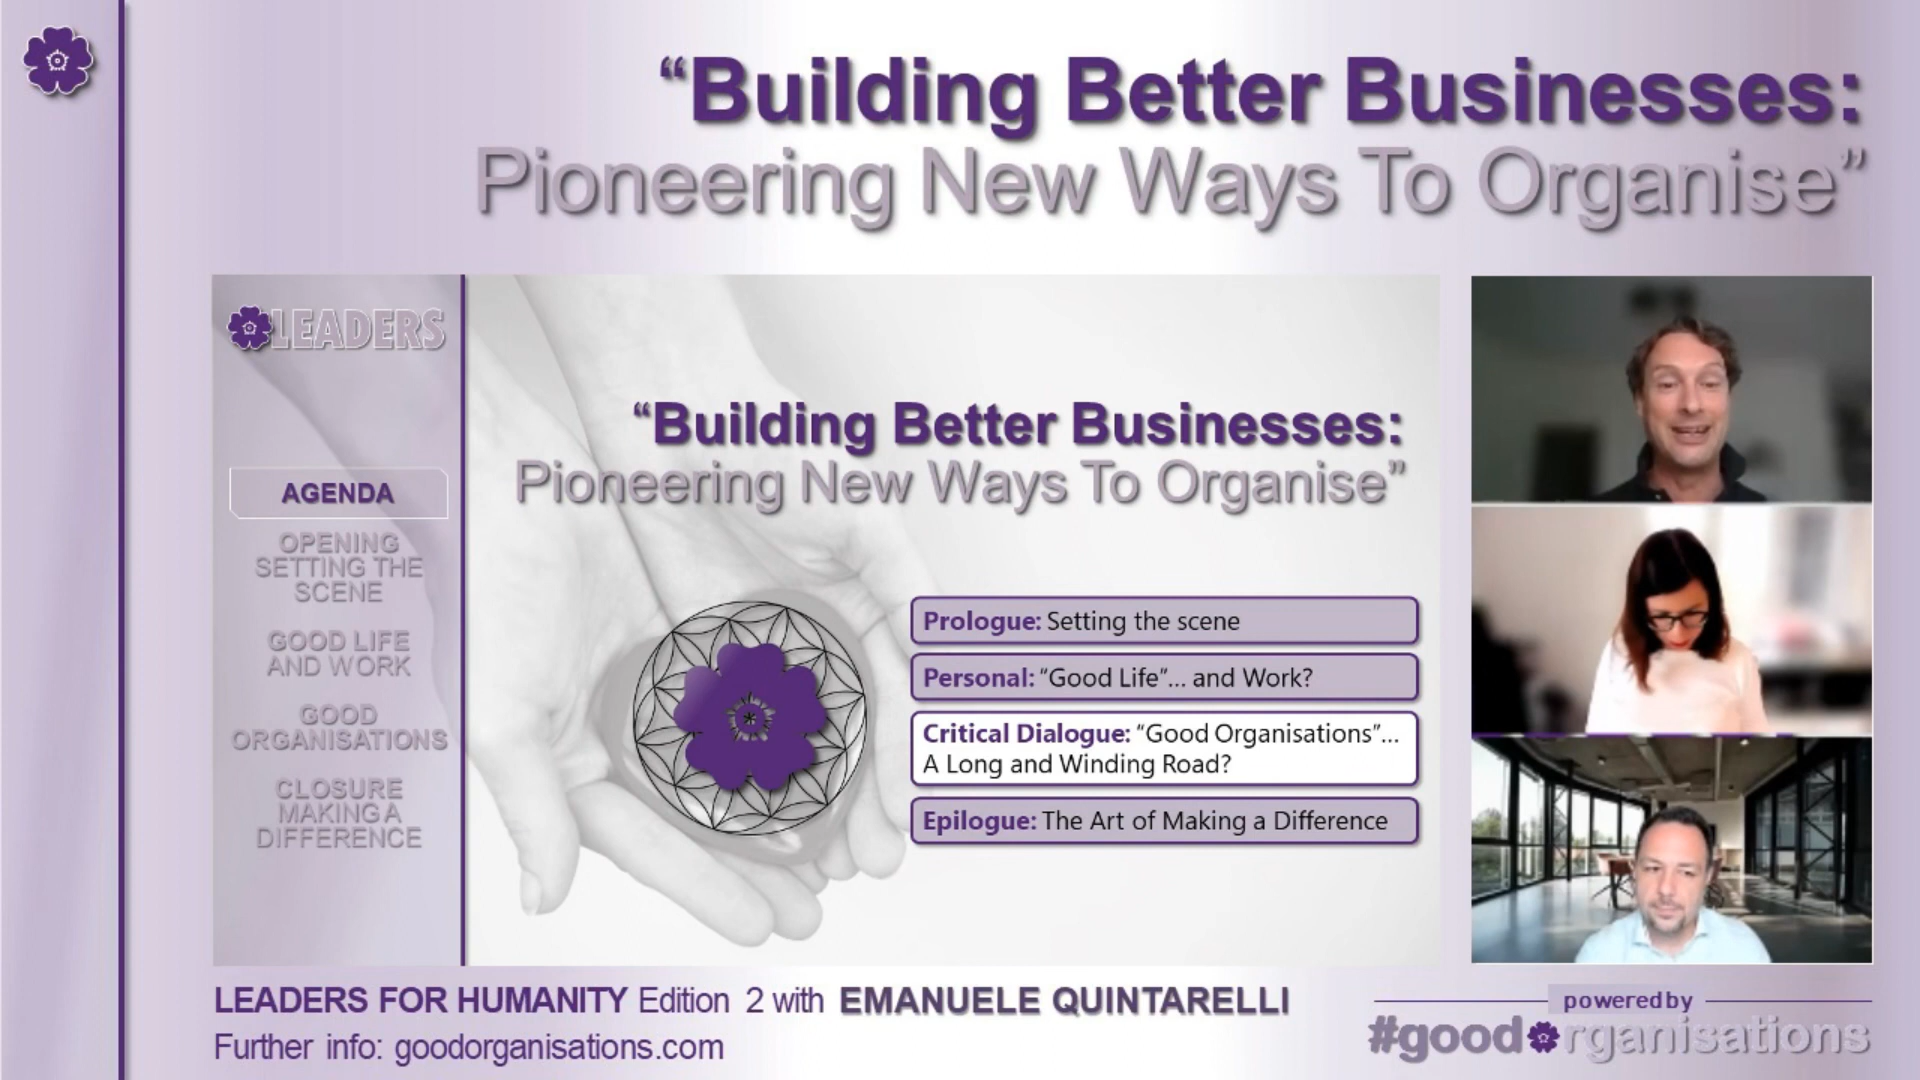 “Building Better Businesses:
Pioneering New Ways To Organise”
LEADERS
AGENDA
OPENING
SETTING THE
SCENE
GOOD LIFE
AND WORK
GOOD
ORGANISATIONS
CLOSURE
MAKING A
DIFFERENCE
“Building Better Businesses:
Pioneering New Ways To Organise”
Prologue: Setting the scene
Personal: “Good Life”... and Work?
Critical Dialogue: “Good Organisations”...
A Long and Winding Road?
Epilogue: The Art of Making a Difference
LEADERS FOR HUMANITY Edition 2 with EMANUELE QUINTARELLI
Further info: goodorganisations.com
powered by
#goodorganisations